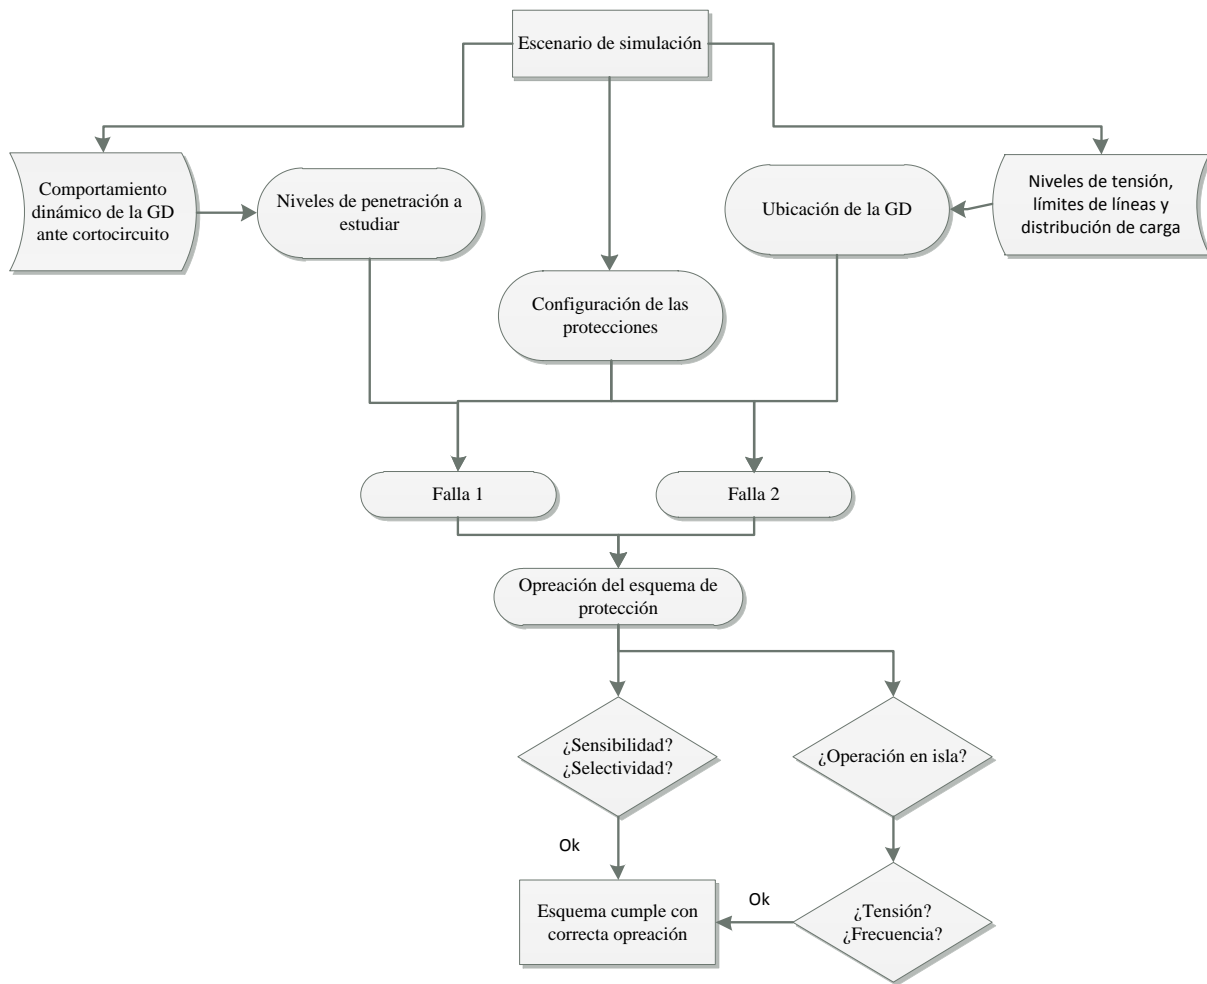 Escenario de simulación
Comportamiento
dinámico de la GD
ante cortocircuito
Niveles de penetración a
estudiar
Ubicación de la GD
Niveles de tensión,
límites de líneas y
distribución de carga
Configuración de las
protecciones
Falla 1
Falla 2
Opreación del esquema de
protección
¿Sensibilidad?
¿Selectividad?
¿Operación en isla?
Ok
Esquema cumple con
correcta opreación
Ok
¿Tensión?
¿Frecuencia?